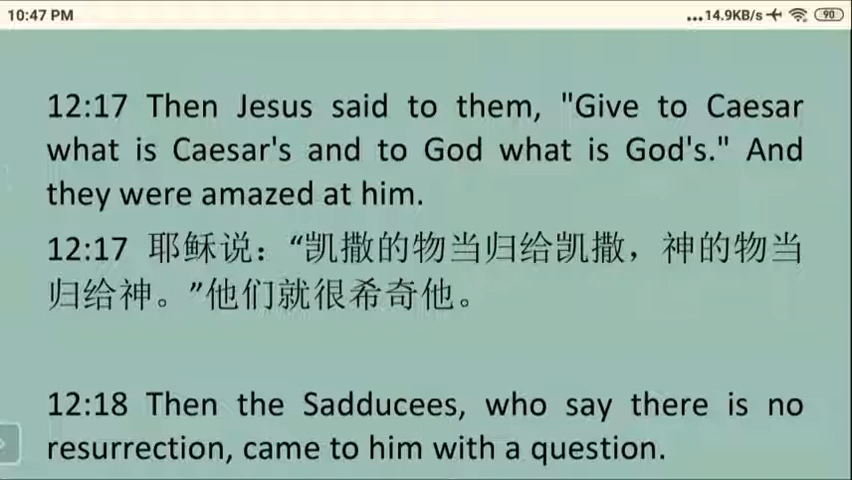 10:47 PM
...14.9KB/s 90
12:17 Then Jesus said to them, "Give to Caesar
what is Caesar's and to God what is God's." And
they were amazed at him.
12:17 耶稣说：“凯撒的物当归给凯撒，神的物当
归给神。”他们就很希奇他。
12:18 Then the Sadducees, who say there is no
resurrection, came to him with a question.